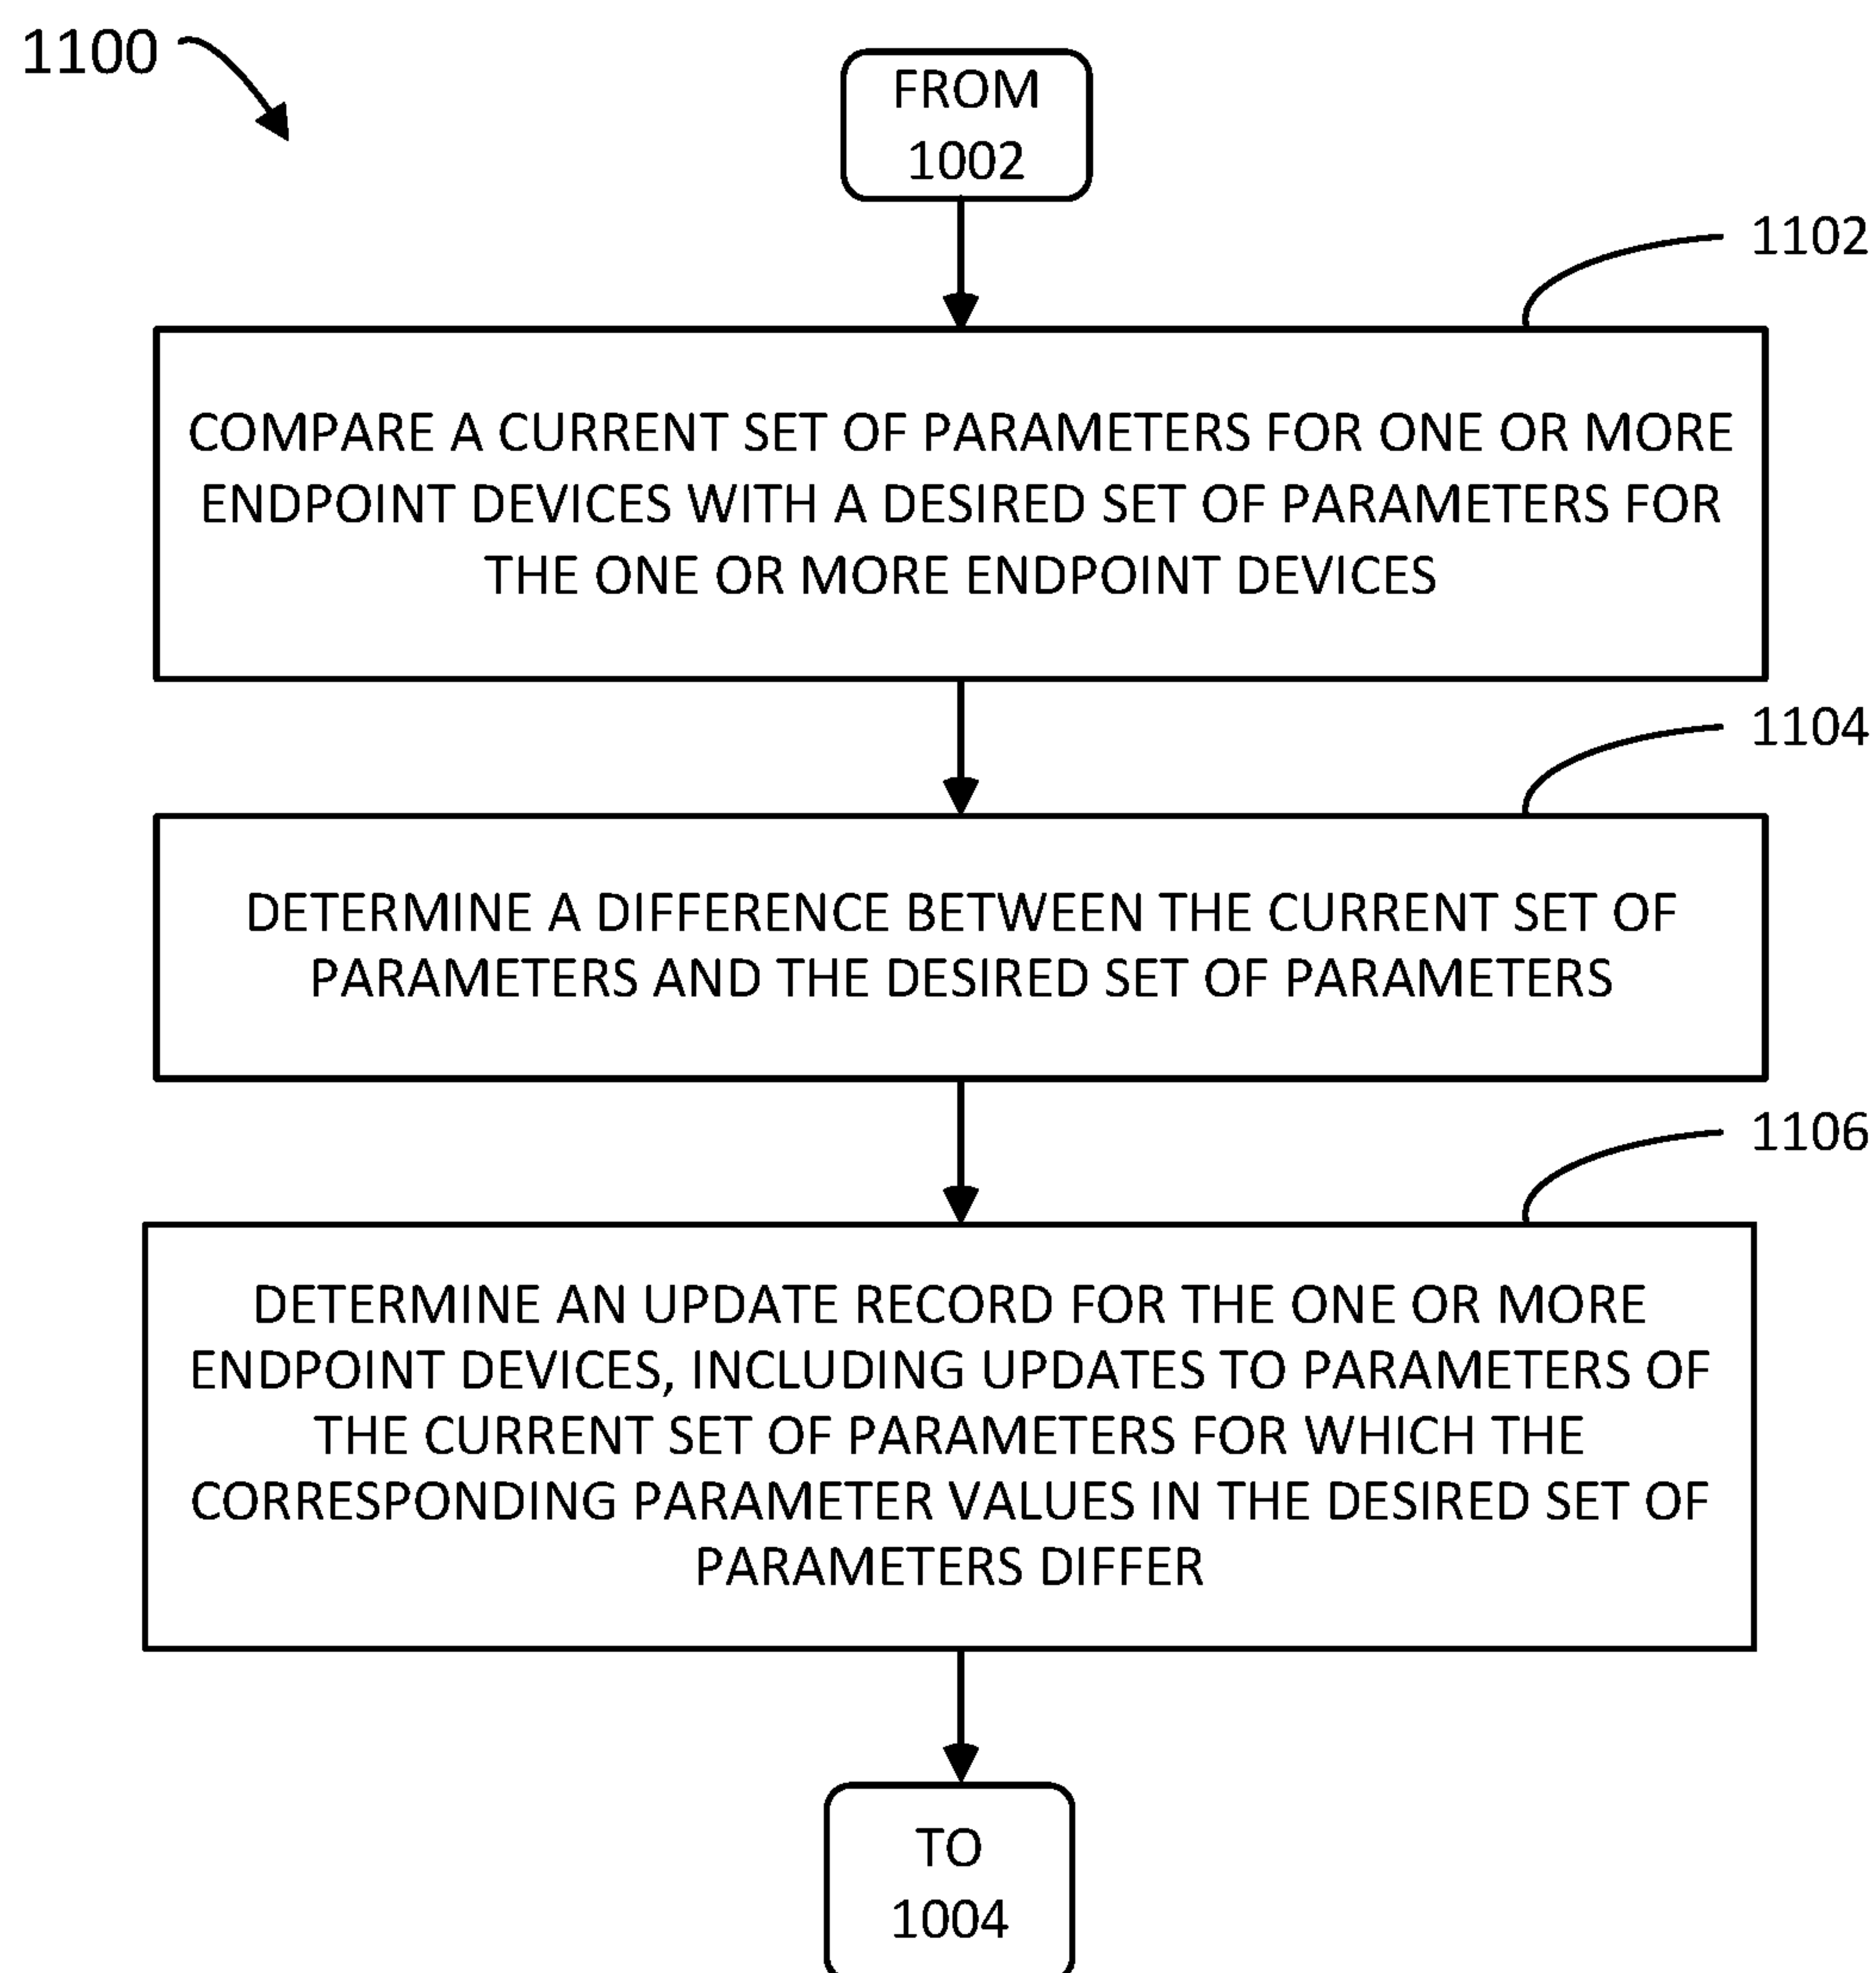 1100
FROM
1002
1102
COMPARE A CURRENT SET OF PARAMETERS FOR ONE OR MORE
ENDPOINT DEVICES WITH A DESIRED SET OF PARAMETERS FOR
THE ONE OR MORE ENDPOINT DEVICES
1104
DETERMINE A DIFFERENCE BETWEEN THE CURRENT SET OF
PARAMETERS AND THE DESIRED SET OF PARAMETERS
1106
DETERMINE AN UPDATE RECORD FOR THE ONE OR MORE
ENDPOINT DEVICES, INCLUDING UPDATES TO PARAMETERS OF
THE CURRENT SET OF PARAMETERS FOR WHICH THE
CORRESPONDING PARAMETER VALUES IN THE DESIRED SET OF
PARAMETERS DIFFER
TO
1004